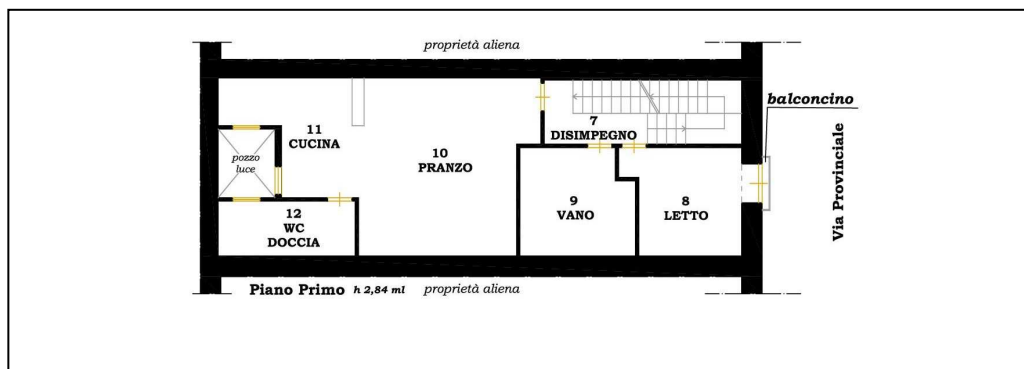 proprietà aliena
balconcino
7
DISIMPEGNO
11
CUCINA
10
PRANZO
pozzo
luce
9
VANO
8
LETTO
12
WC
DOCCIA
Via Provinciale
Piano Primo h 2,84 ml
proprietà aliena